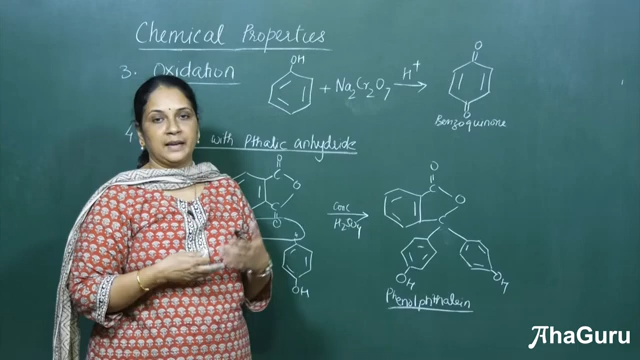 Chemical Properties
3. Oxidation
OH
+ Na2Cr2O7
H+
O
O
Benzoquinone
4.
with Pthalic anhydride
O
O
O
H
OH
Conc
H2SO4
O
C
O
C
OH
OH
Phenolphthalein
AhaGuru